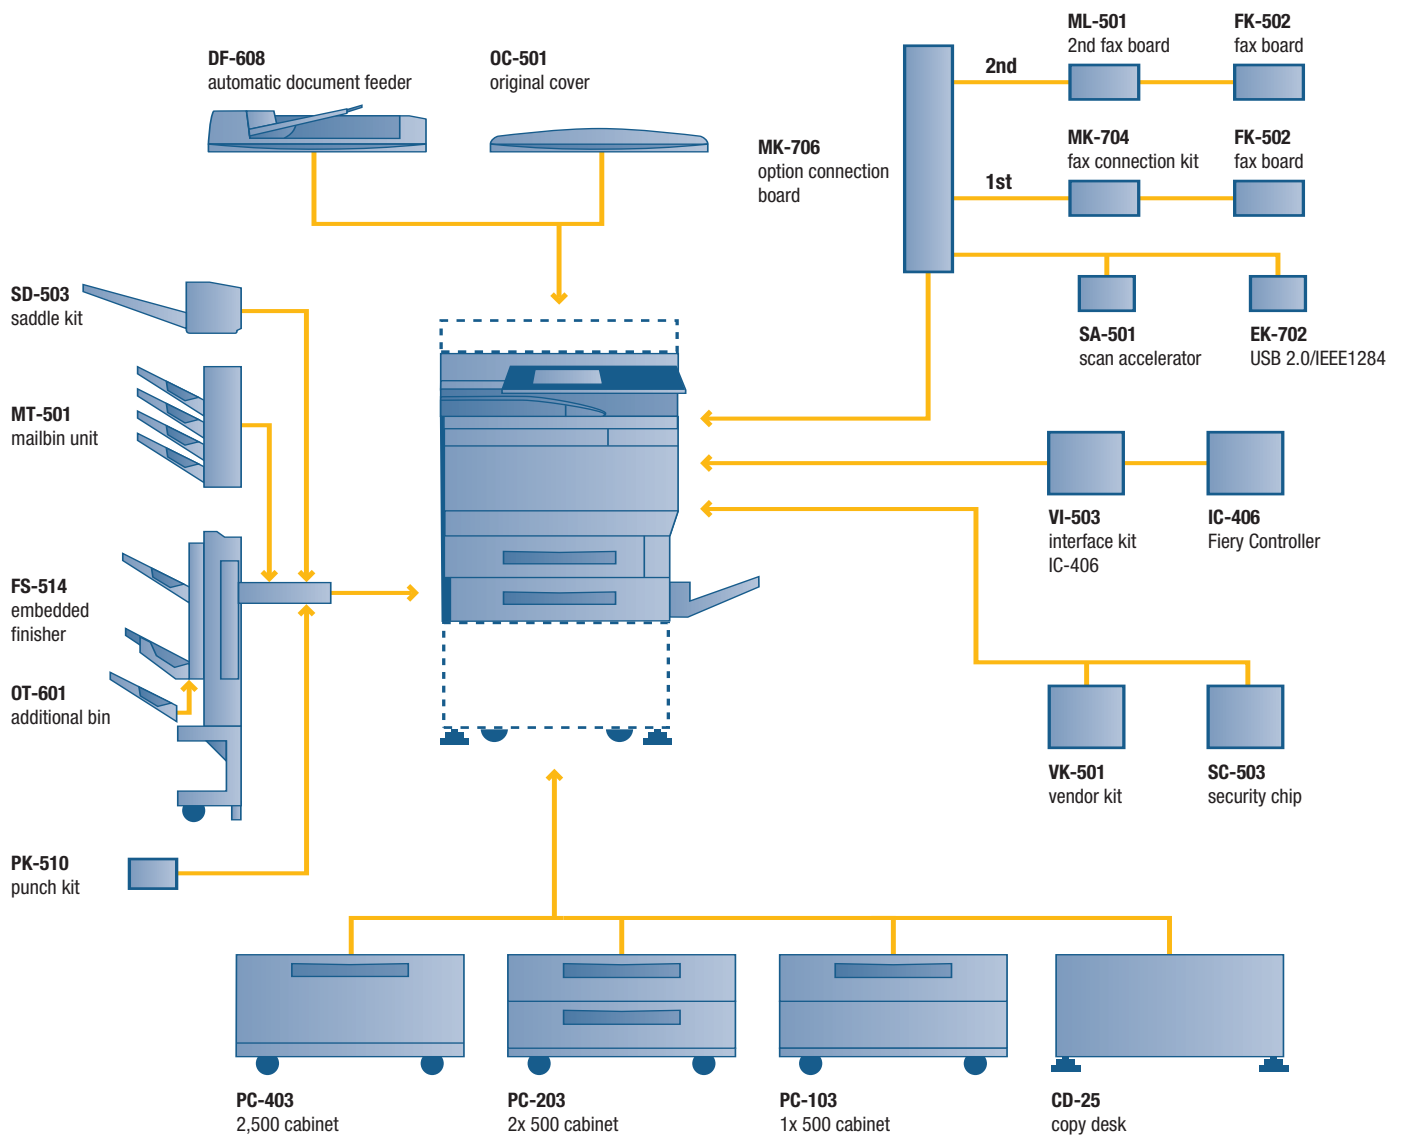 DF-608
automatic document feeder
OC-501
original cover
MK-706
option connection
board
2nd
ML-501
2nd fax board
FK-502
fax board
1st
MK-704
fax connection kit
FK-502
fax board
SA-501
scan accelerator
EK-702
USB 2.0/IEEE1284
SD-503
saddle kit
MT-501
mailbin unit
FS-514
embedded
finisher
OT-601
additional bin
PK-510
punch kit
VI-503
interface kit
IC-406
IC-406
Fiery Controller
VK-501
vendor kit
SC-503
security chip
PC-403
2,500 cabinet
PC-203
2x 500 cabinet
PC-103
1x 500 cabinet
CD-25
copy desk